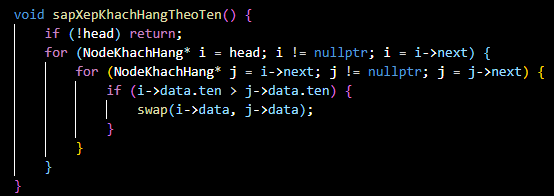 void sapXepKhachHangTheoTen() {
    if (!head) return;
    for (NodeKhachHang* i = head; i != nullptr; i = i->next) {
        for (NodeKhachHang* j = i->next; j != nullptr; j = j->next) {
            if (i->data.ten > j->data.ten) {
                swap(i->data, j->data);
            }
        }
    }
}